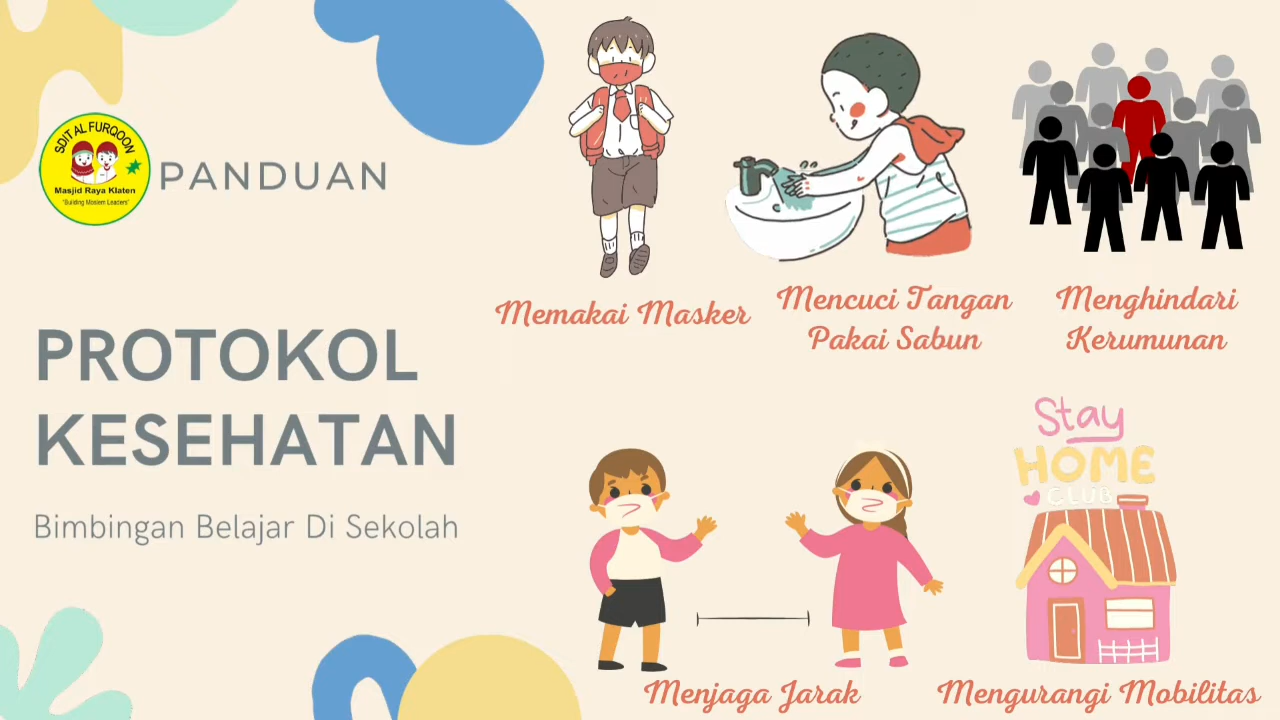 SDIT AL FURQOON
Masjid Raya Klaten
"Building Moslem Leaders"
PANDUAN
PROTOKOL
KESEHATAN
Bimbingan Belajar Di Sekolah
Memakai Masker
Mencuci Tangan
Pakai Sabun
Menghindari
Kerumunan
Menjaga Jarak
Stay
HOME
CLUB
Mengurangi Mobilitas